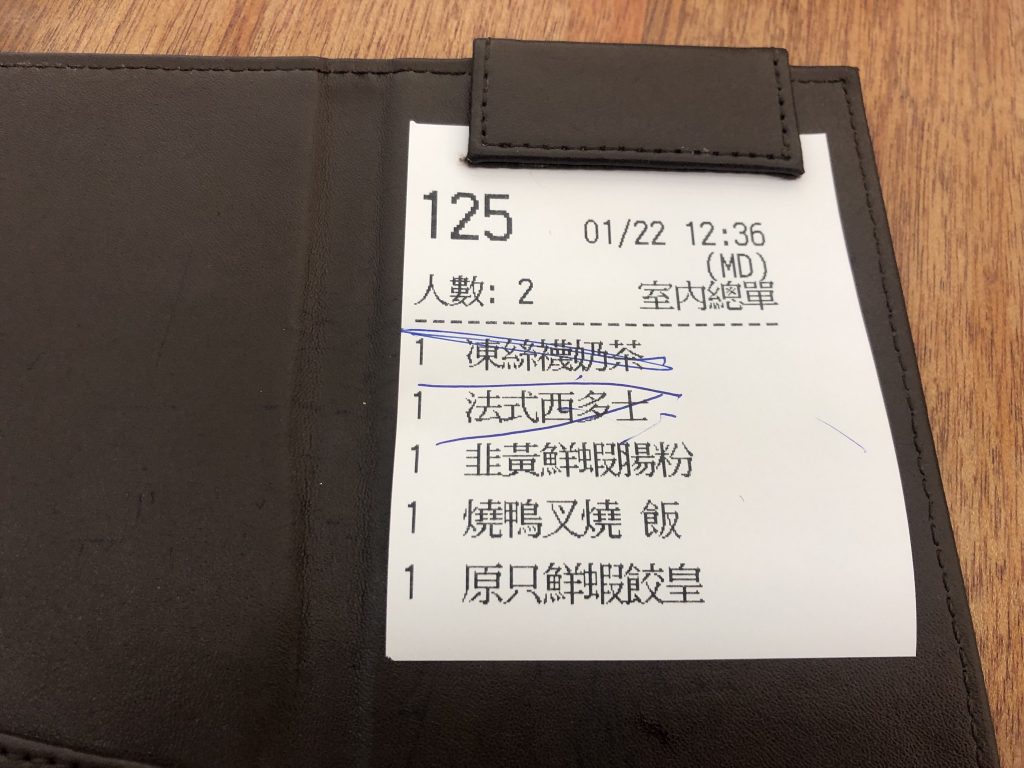 125 01/22 12:36
(MD)
人數: 2 室內總單
1 凍絲襪奶茶
1 法式西多士
1 韭黃鮮蝦腸粉
1 燒鴨叉燒 飯
1 原只鮮蝦餃皇